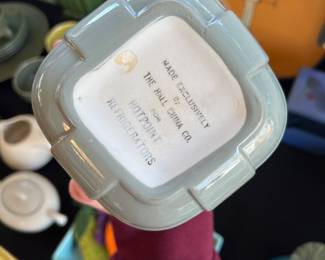 MADE EXCLUSIVELY
By
THE HALL CHINA CO.
FOR
HOTPOINT
REFRIGERATORS